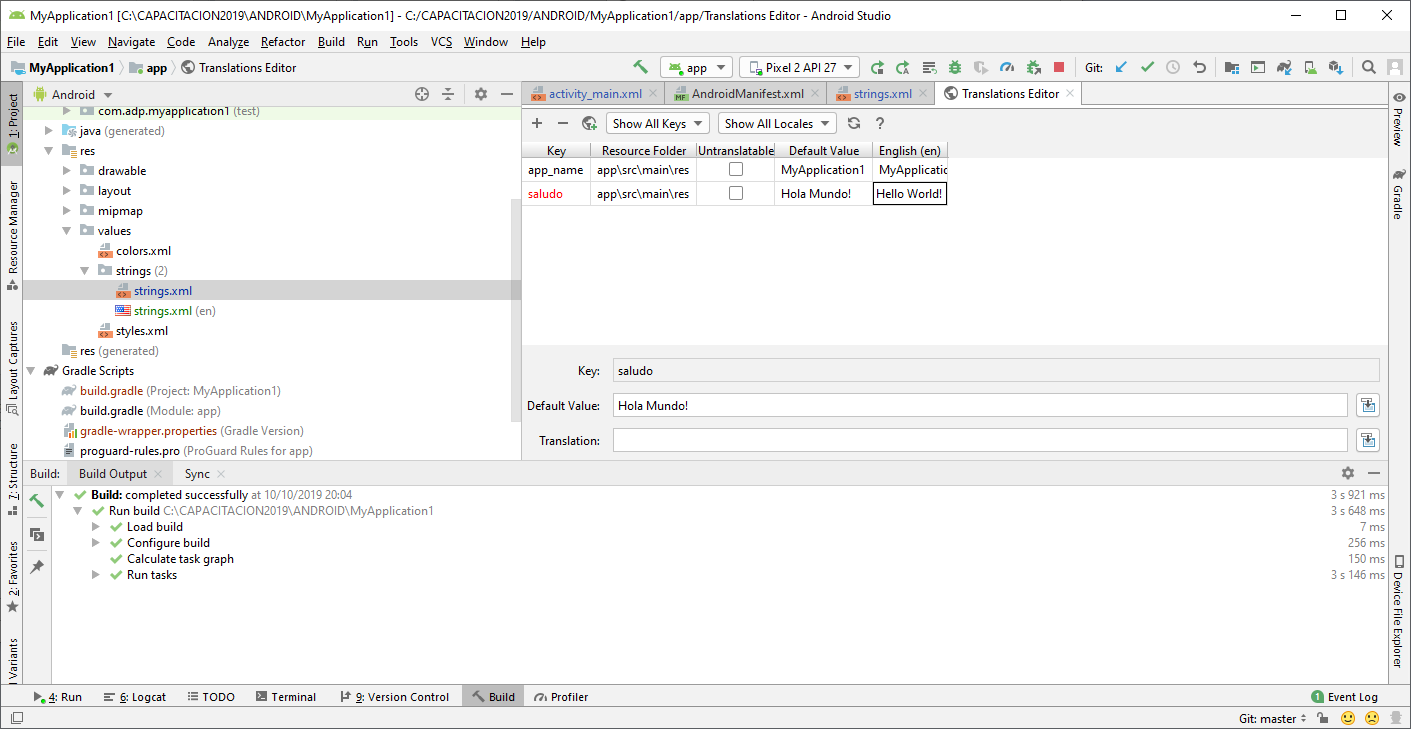 MyApplication1 [C:\CAPACITACION2019\ANDROID\MyApplication1] - C:/CAPACITACION2019/ANDROID/MyApplication1/app/Translations Editor - Android Studio
File Edit View Navigate Code Analyze Refactor Build Run Tools VCS Window Help
MyApplication1 app Translations Editor app Pixel 2 API 27 Git:
1: Project
Resource Manager
Layout Captures
7: Structure
2: Favorites
Variants
Android
com.adp.myapplication1 (test)
java (generated)
res
drawable
layout
mipmap
values
colors.xml
strings (2)
strings.xml
strings.xml (en)
styles.xml
res (generated)
Gradle Scripts
build.gradle (Project: MyApplication1)
build.gradle (Module: app)
gradle-wrapper.properties (Gradle Version)
proguard-rules.pro (ProGuard Rules for app)
activity_main.xml AndroidManifest.xml strings.xml Translations Editor
Show All Keys Show All Locales ?
Key Resource Folder Untranslatable Default Value English (en)
app_name app\src\main\res MyApplication1 MyApplicatio
saludo app\src\main\res Hola Mundo! Hello World!
Key: saludo
Default Value: Hola Mundo!
Translation:
Preview
Gradle
Device File Explorer
Build: Build Output Sync
Build: completed successfully at 10/10/2019 20:04 3 s 921 ms
Run build C:\CAPACITACION2019\ANDROID\MyApplication1 3 s 648 ms
Load build 7 ms
Configure build 256 ms
Calculate task graph 150 ms
Run tasks 3 s 146 ms
4: Run 6: Logcat TODO Terminal 9: Version Control Build Profiler 1 Event Log
Git: master